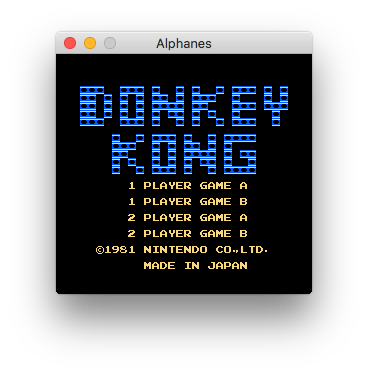 Alphanes
DONKEY
KONG
1 PLAYER GAME A
1 PLAYER GAME B
2 PLAYER GAME A
2 PLAYER GAME B
©1981 NINTENDO CO.,LTD.
MADE IN JAPAN